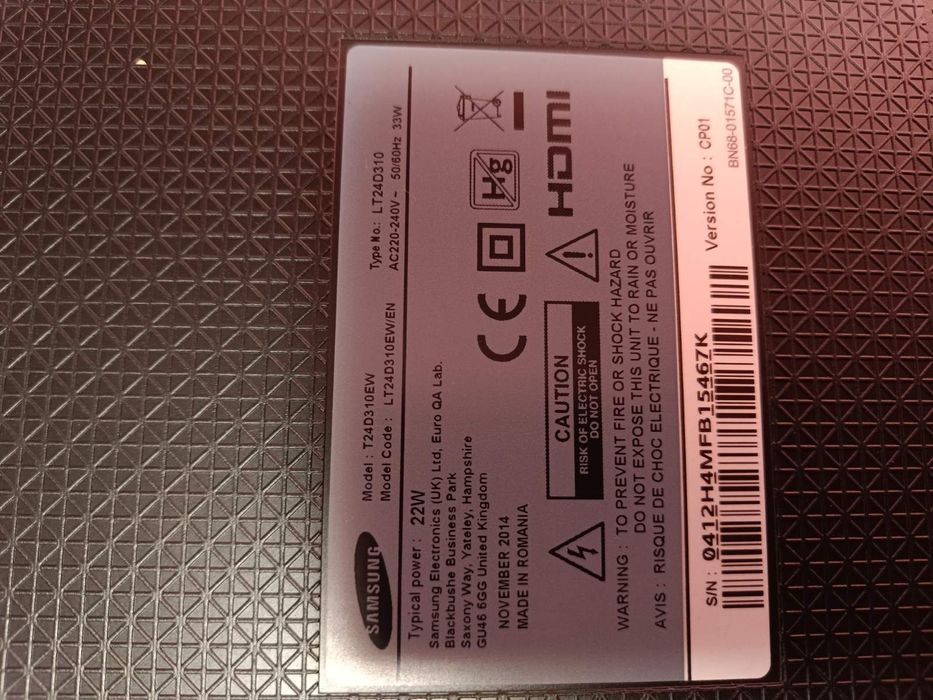 SAMSUNG
Model : T24D310EW
Model Code : LT24D310EW/EN
Type No.: LT24D310
AC220-240V ~ 50/60Hz 33W
Typical power : 22W
Samsung Electronics (UK) Ltd, Euro QA Lab.
Blackbushe Business Park
Saxony Way, Yateley, Hampshire
GU46 6GG United Kingdom
NOVEMBER 2014
MADE IN ROMANIA
CE
Hg
HDMI
CAUTION
RISK OF ELECTRIC SHOCK
DO NOT OPEN
WARNING : TO PREVENT FIRE OR SHOCK HAZARD
DO NOT EXPOSE THIS UNIT TO RAIN OR MOISTURE
AVIS : RISQUE DE CHOC ELECTRIQUE - NE PAS OUVRIR
S/N : 0412H4MFB15467K
Version No : CP01
BN68-01571C-00